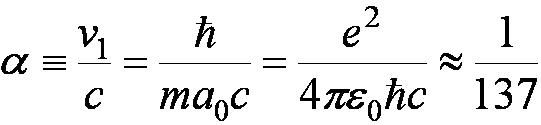 α ≡ v₁/c = ħ/(ma₀c) = e²/(4πε₀ħc) ≈ 1/137